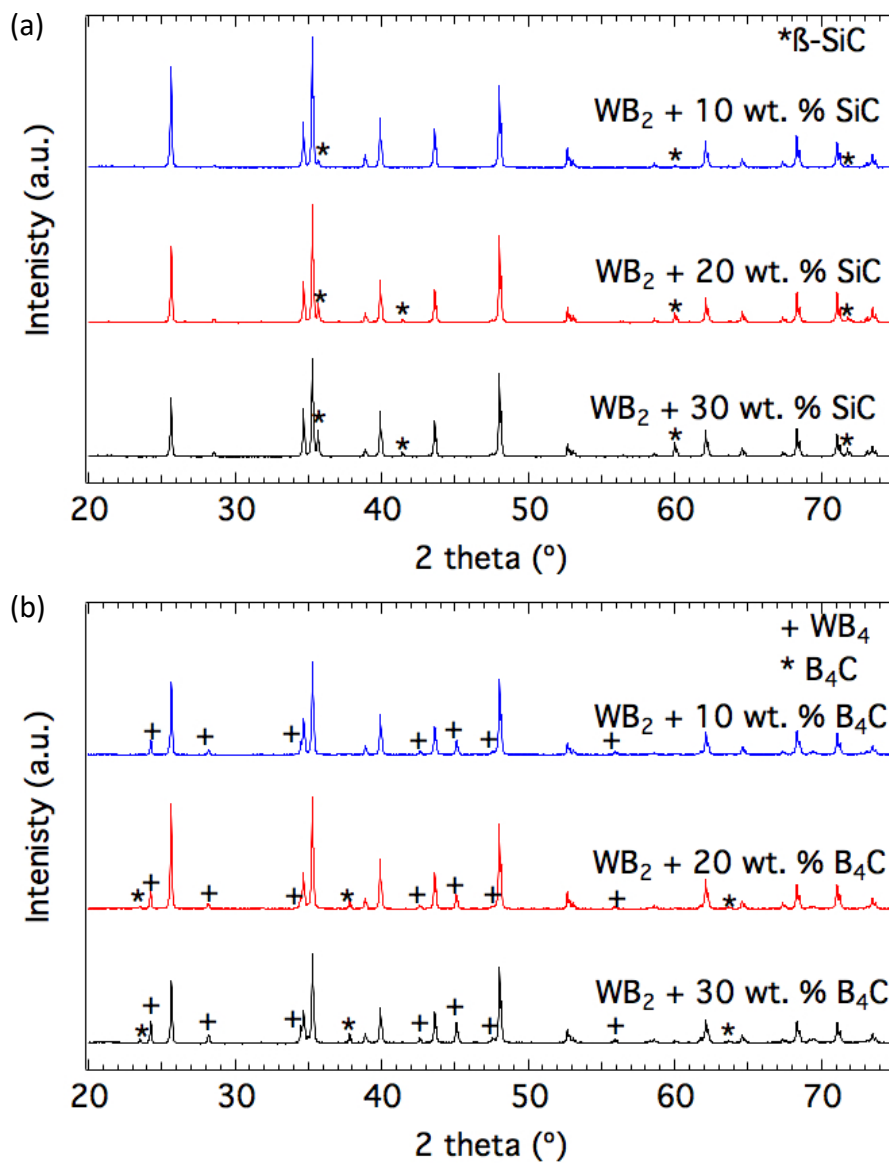 (a)
*ß-SiC
WB₂ + 10 wt. % SiC
*
*
*
WB₂ + 20 wt. % SiC
*
*
*
*
WB₂ + 30 wt. % SiC
*
*
*
*
Intenisty (a.u.)
20 30 40 50 60 70
2 theta (º)
(b)
+ WB₄
* B₄C
WB₂ + 10 wt. % B₄C
+ + + + + + +
WB₂ + 20 wt. % B₄C
* + + + * + + + + *
WB₂ + 30 wt. % B₄C
* + + + * + + + + *
Intenisty (a.u.)
20 30 40 50 60 70
2 theta (º)